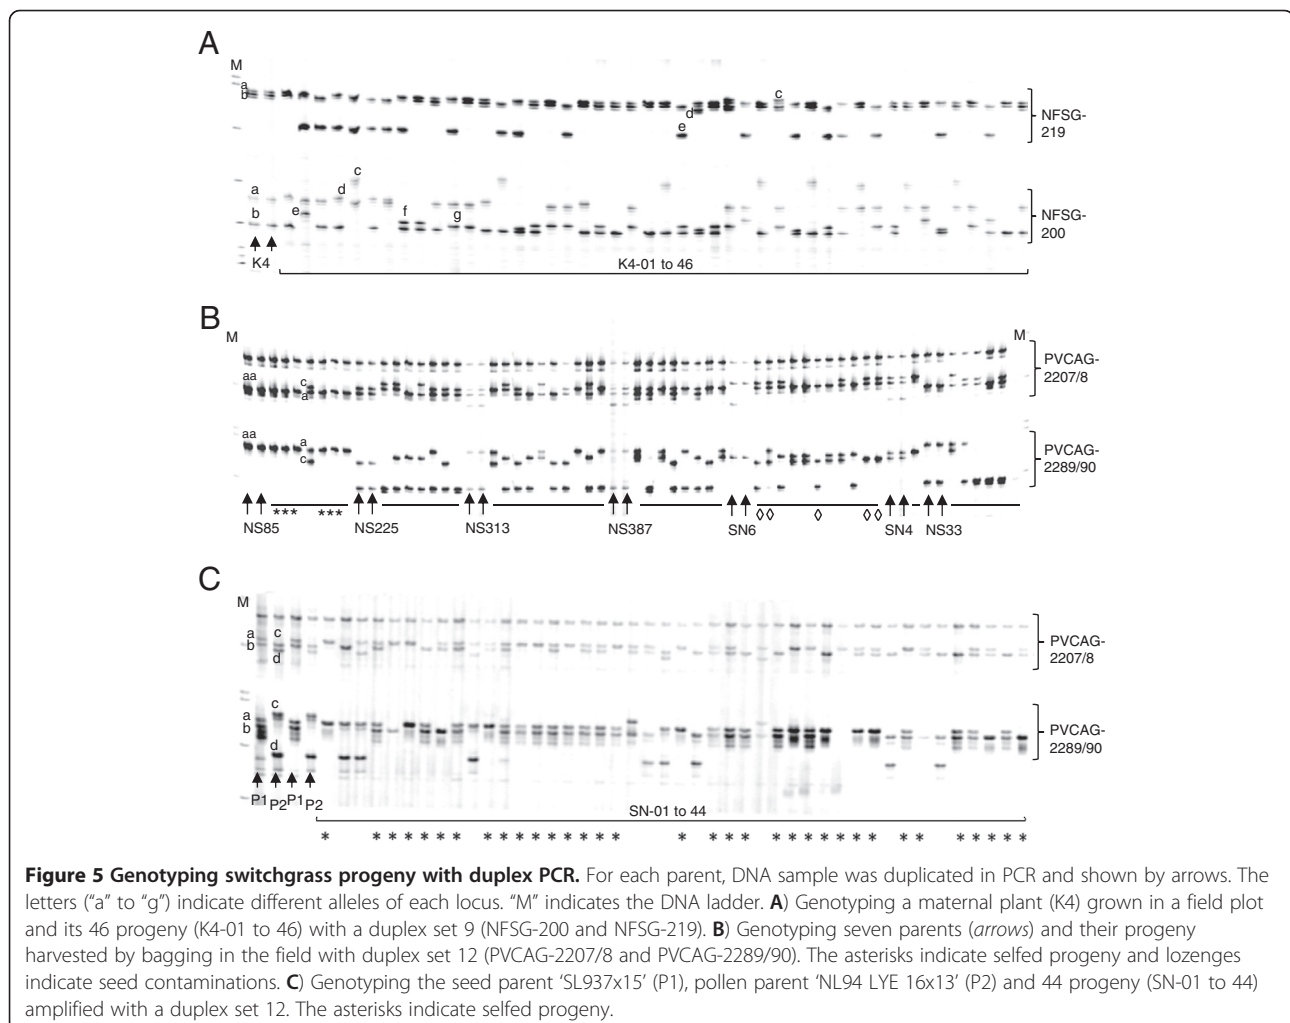 A
M
a
b
c
d
e
NFSG-
219
a
b
c
d
e
f
g
NFSG-
200
K4
K4-01 to 46
B
M
M
aa
c
a
PVCAG-
2207/8
aa
a
c
PVCAG-
2289/90
*** ***
◊◊ ◊ ◊◊
NS85 NS225 NS313 NS387 SN6 SN4 NS33
C
M
a
b
c
d
PVCAG-
2207/8
a
b
c
d
PVCAG-
2289/90
P1 P2 P1 P2
SN-01 to 44
* * * * * * * * * * * * * * * * * * * * * * * * * * * * * * *
Figure 5 Genotyping switchgrass progeny with duplex PCR. For each parent, DNA sample was duplicated in PCR and shown by arrows. The
letters (“a” to “g”) indicate different alleles of each locus. “M” indicates the DNA ladder. A) Genotyping a maternal plant (K4) grown in a field plot
and its 46 progeny (K4-01 to 46) with a duplex set 9 (NFSG-200 and NFSG-219). B) Genotyping seven parents (arrows) and their progeny
harvested by bagging in the field with duplex set 12 (PVCAG-2207/8 and PVCAG-2289/90). The asterisks indicate selfed progeny and lozenges
indicate seed contaminations. C) Genotyping the seed parent ‘SL937x15’ (P1), pollen parent ‘NL94 LYE 16x13’ (P2) and 44 progeny (SN-01 to 44)
amplified with a duplex set 12. The asterisks indicate selfed progeny.